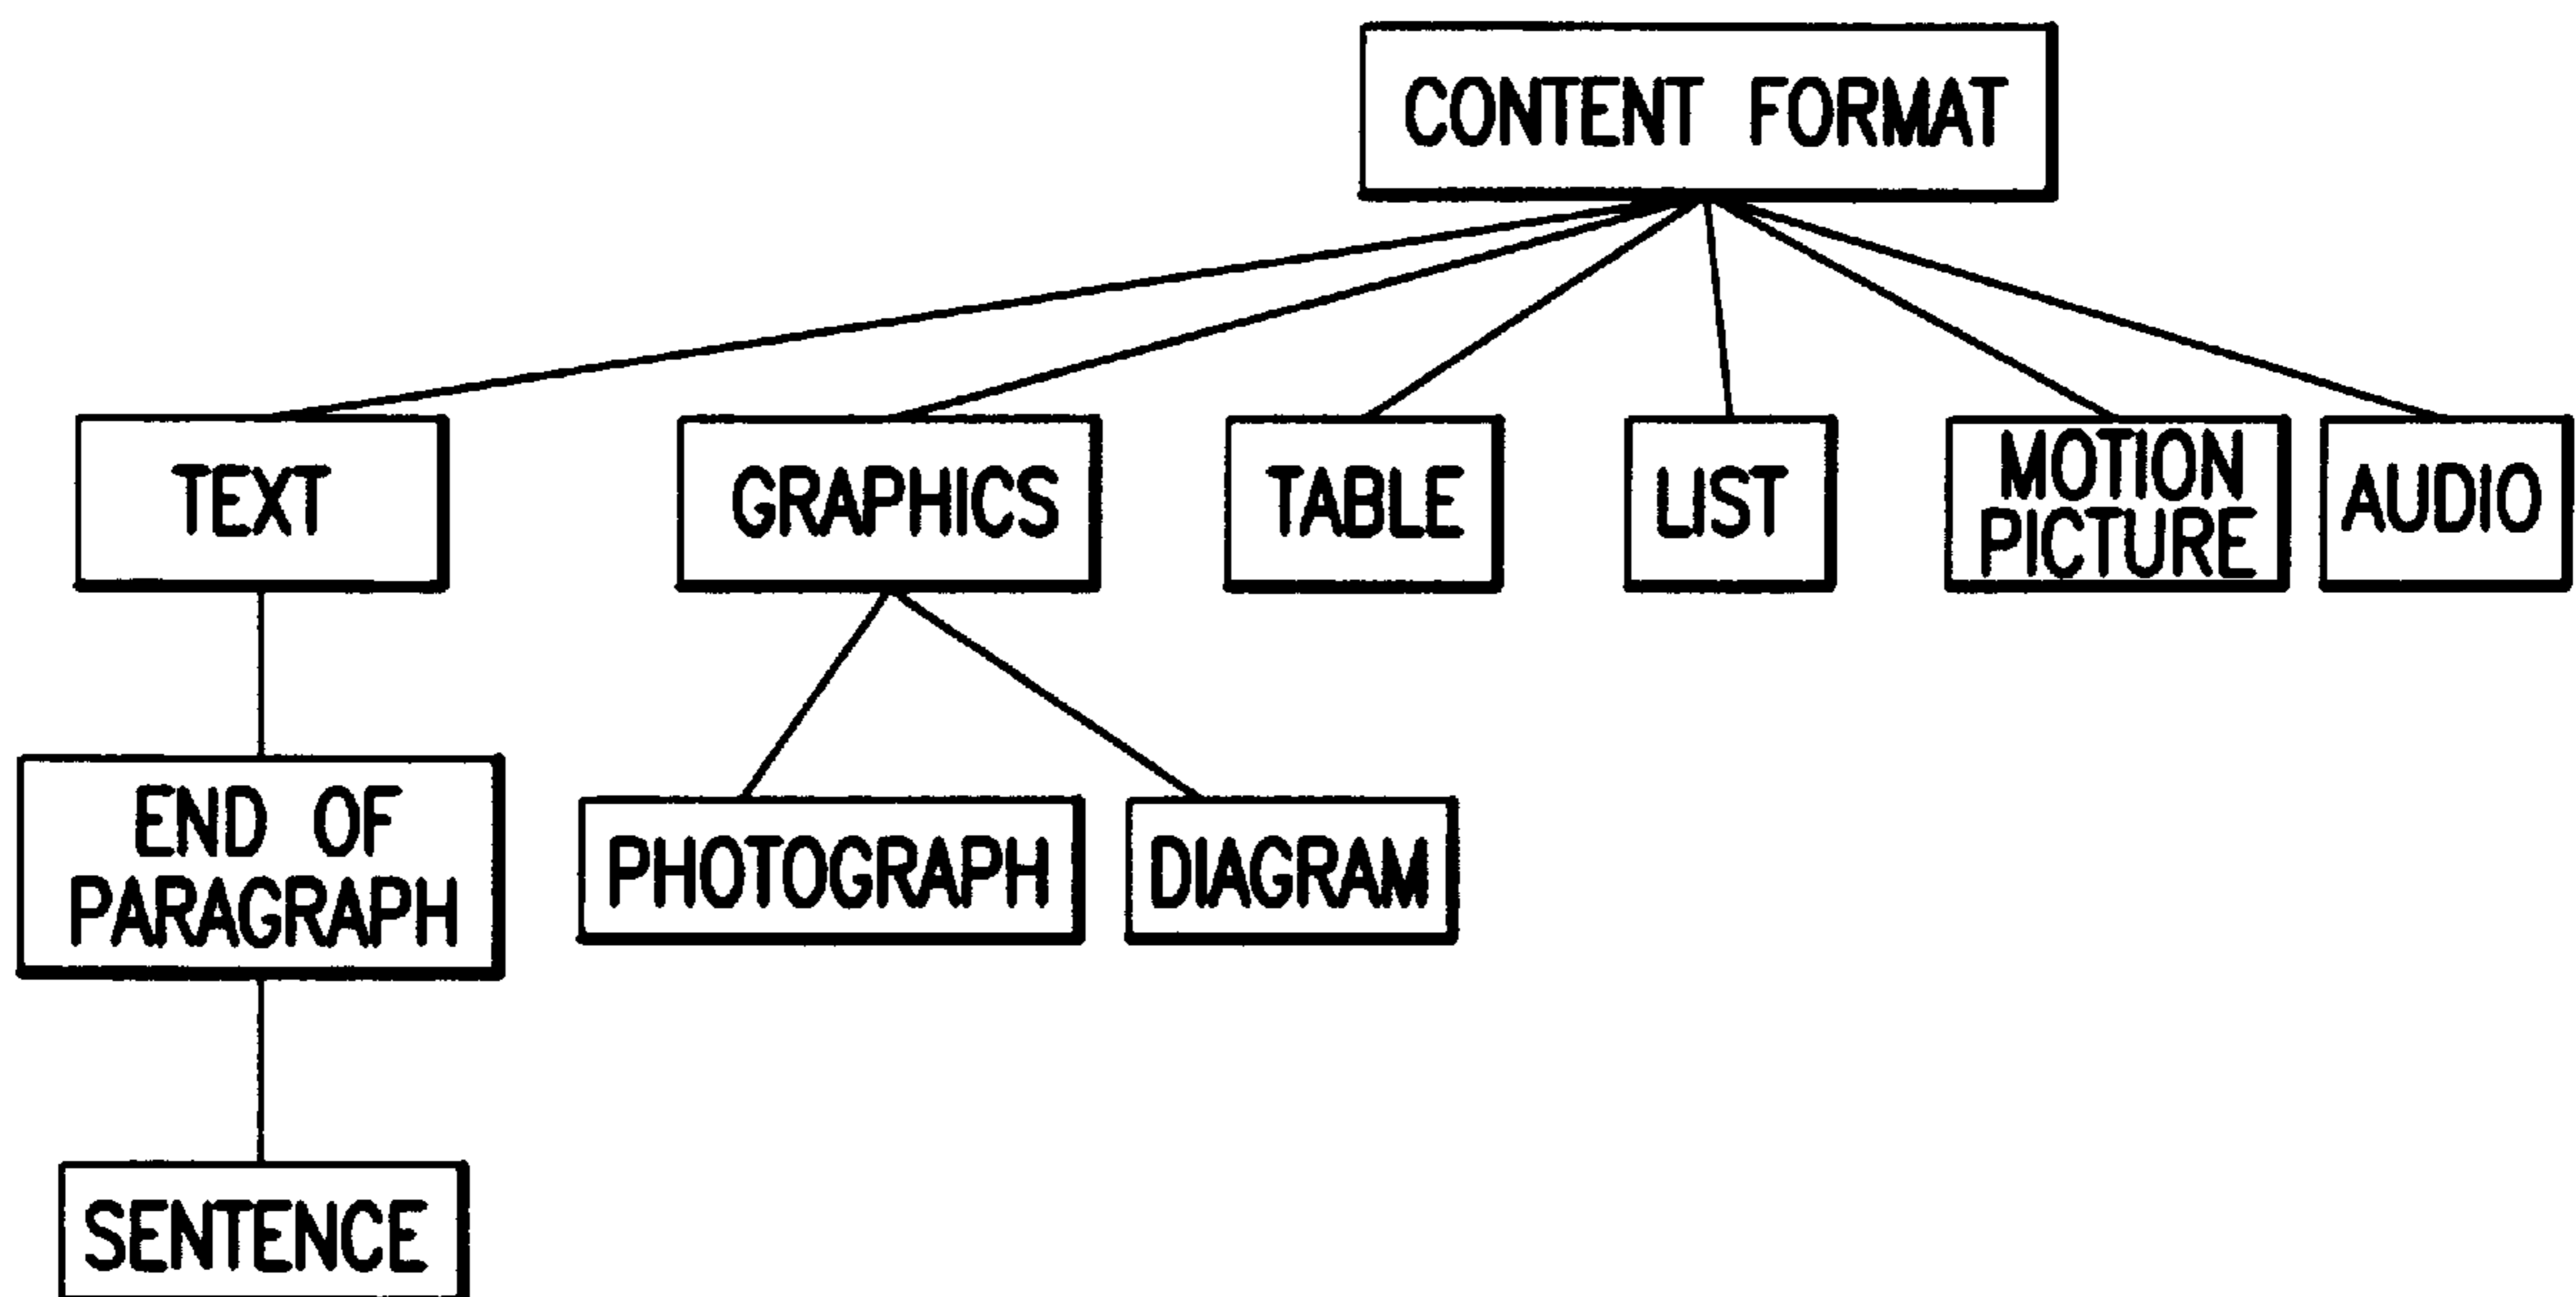 CONTENT FORMAT
TEXT
GRAPHICS
TABLE
LIST
MOTION
PICTURE
AUDIO
END OF
PARAGRAPH
PHOTOGRAPH
DIAGRAM
SENTENCE